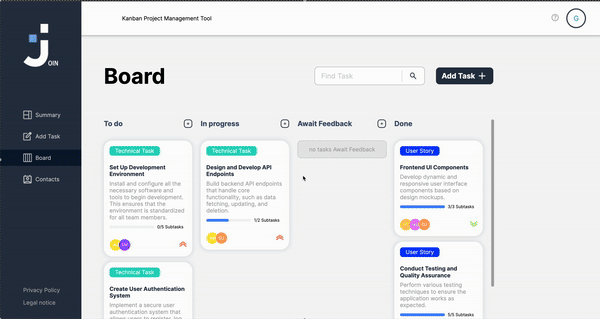 Kanban Project Management Tool
?
G
Join
Summary
Add Task
Board
Contacts
Privacy Policy
Legal notice
Board
Find Task
Add Task +
To do
Technical Task
Set Up Development
Environment
Install and configure all the
necessary software and
tools to begin development.
This ensures that the
environment is standardized
for all team members.
0/5 Subtasks
Technical Task
Create User Authentication
System
Implement a secure user
authentication system that
In progress
Technical Task
Design and Develop API
Endpoints
Build backend API endpoints
that handle core
functionality, such as data
fetching, updating, and
deletion.
1/2 Subtasks
Await Feedback
no tasks Await Feedback
Done
User Story
Frontend UI Components
Develop dynamic and
responsive user interface
components based on
design mockups.
3/3 Subtasks
User Story
Conduct Testing and
Quality Assurance
Perform various testing
techniques to ensure the
application works as
expected.
5/5 Subtasks